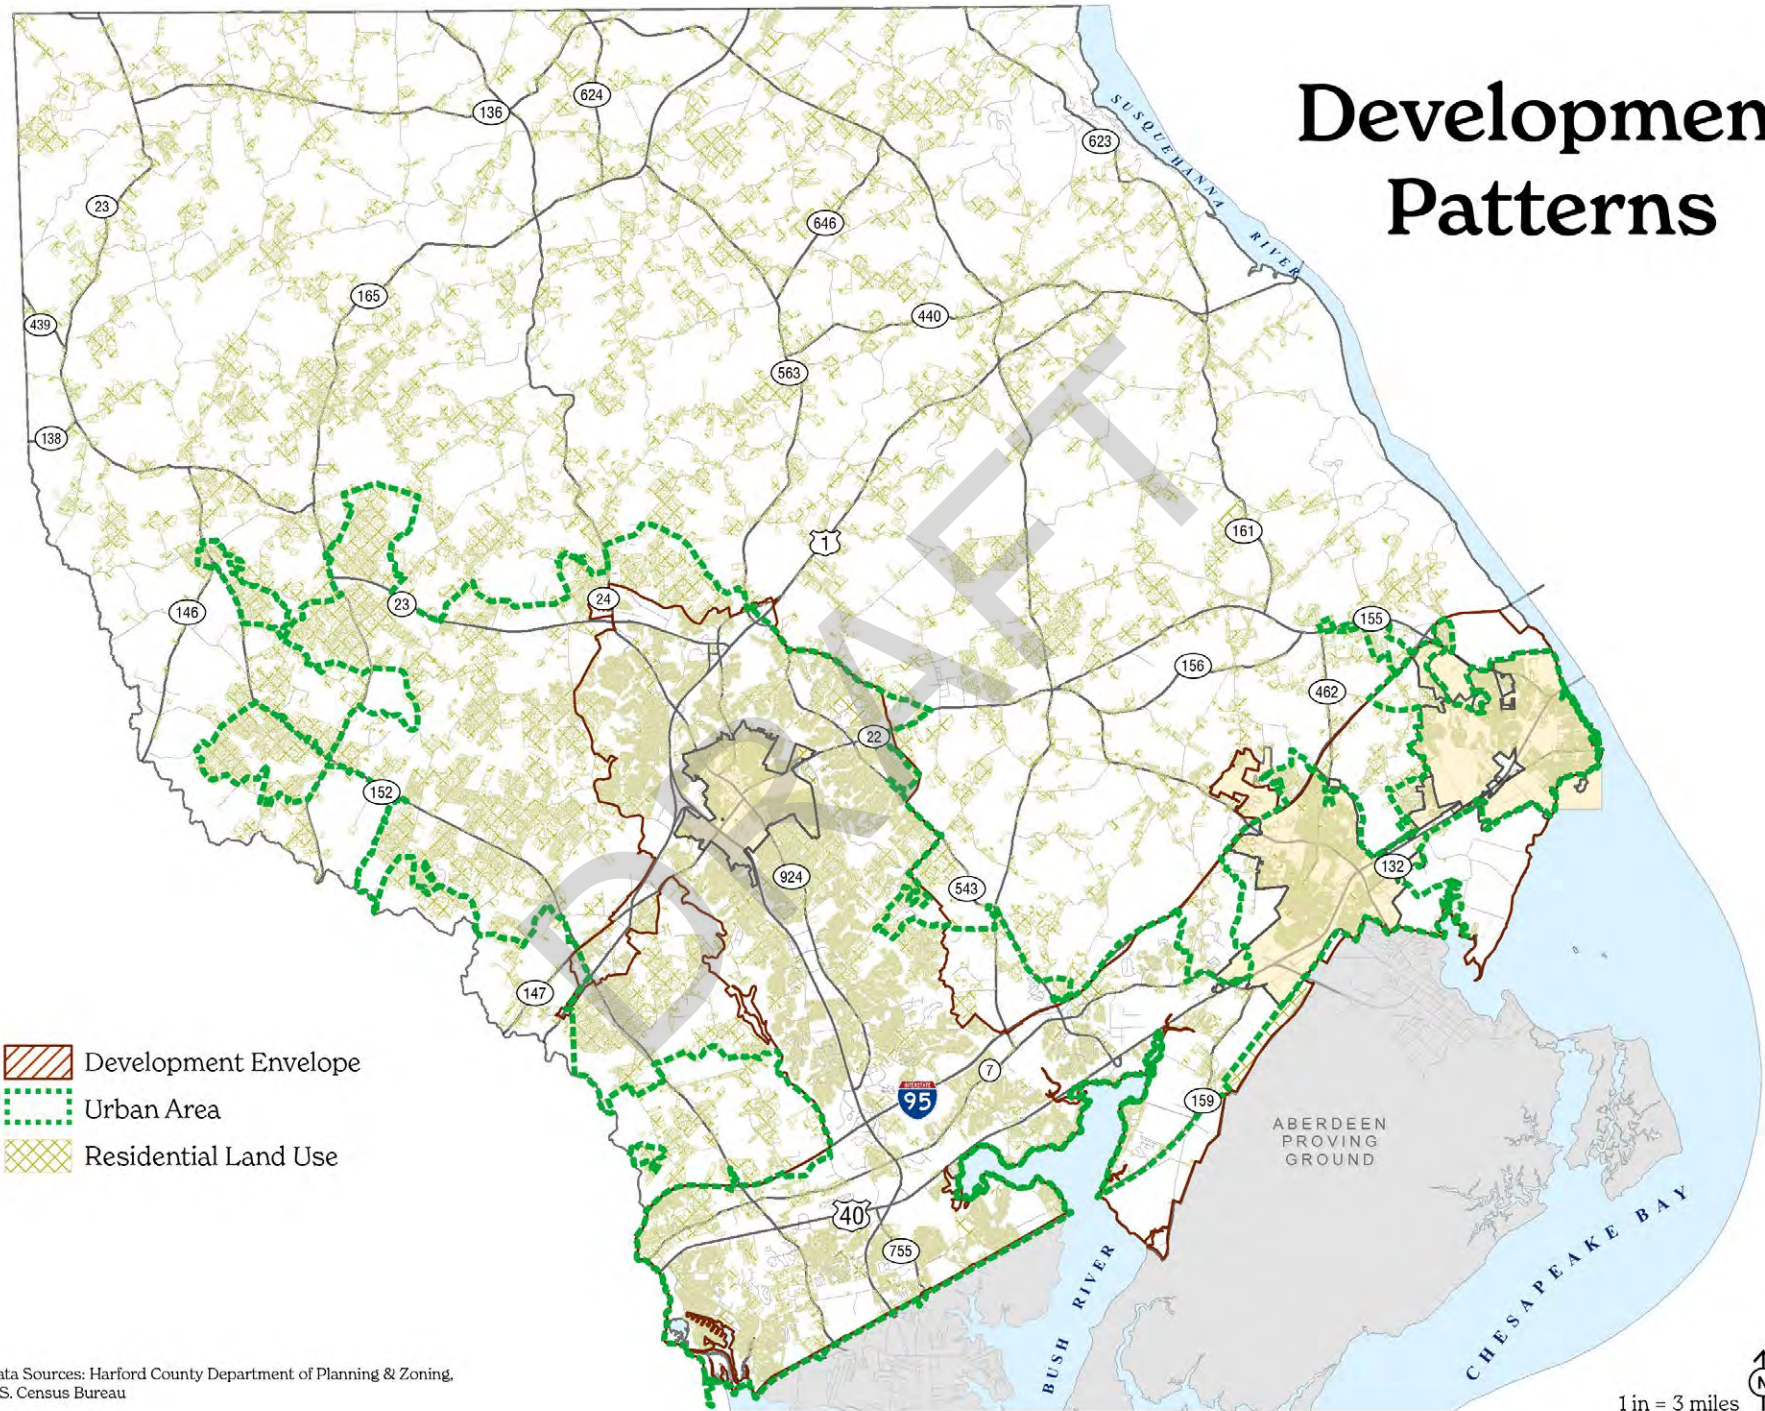 Developmen
Patterns
SUSQUEHANNA
RIVER
136
624
623
23
646
165
439
440
563
138
1
161
146
23
24
155
156
462
22
152
132
924
543
147
7
INTERSTATE
95
159
ABERDEEN
PROVING
GROUND
40
755
BUSH RIVER
CHESAPEAKE BAY
DRAFT
Development Envelope
Urban Area
Residential Land Use
ata Sources: Harford County Department of Planning & Zoning,
S. Census Bureau
1 in = 3 miles
N